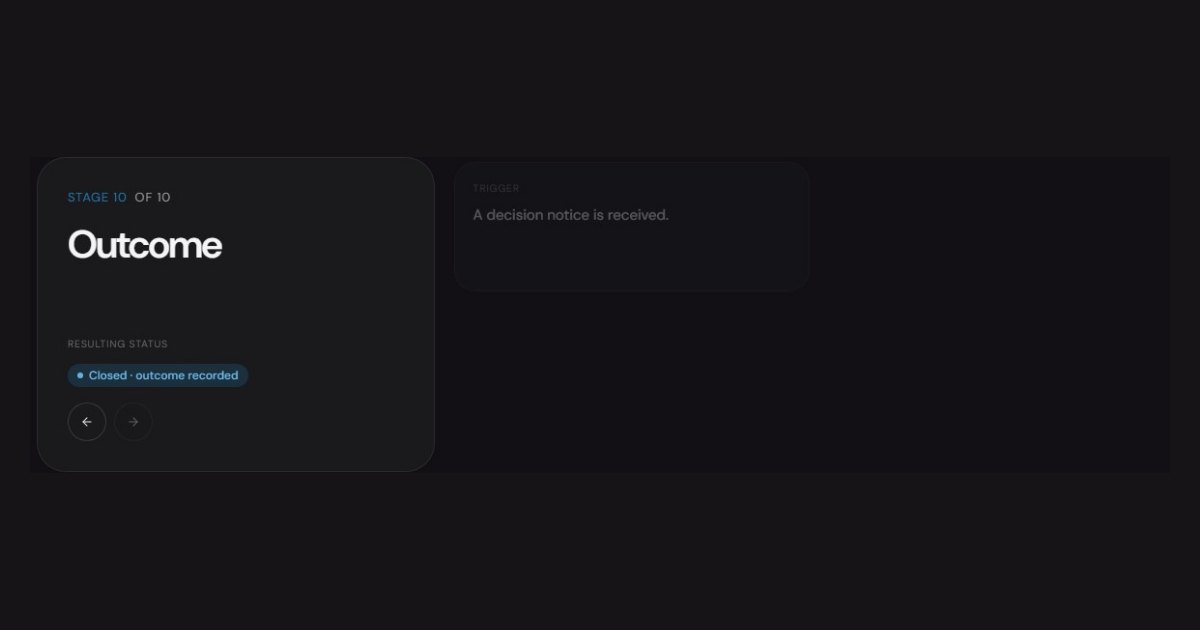 STAGE 10 OF 10
Outcome
RESULTING STATUS
Closed · outcome recorded
TRIGGER
A decision notice is received.